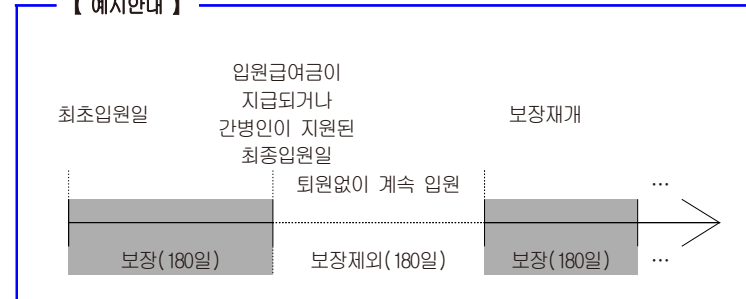 【 예시안내 】
입원급여금이
지급되거나
간병인이 지원된
최종입원일
최초입원일
보장재개
퇴원없이 계속 입원
…
보장(180일)
보장제외(180일)
보장(180일)
…